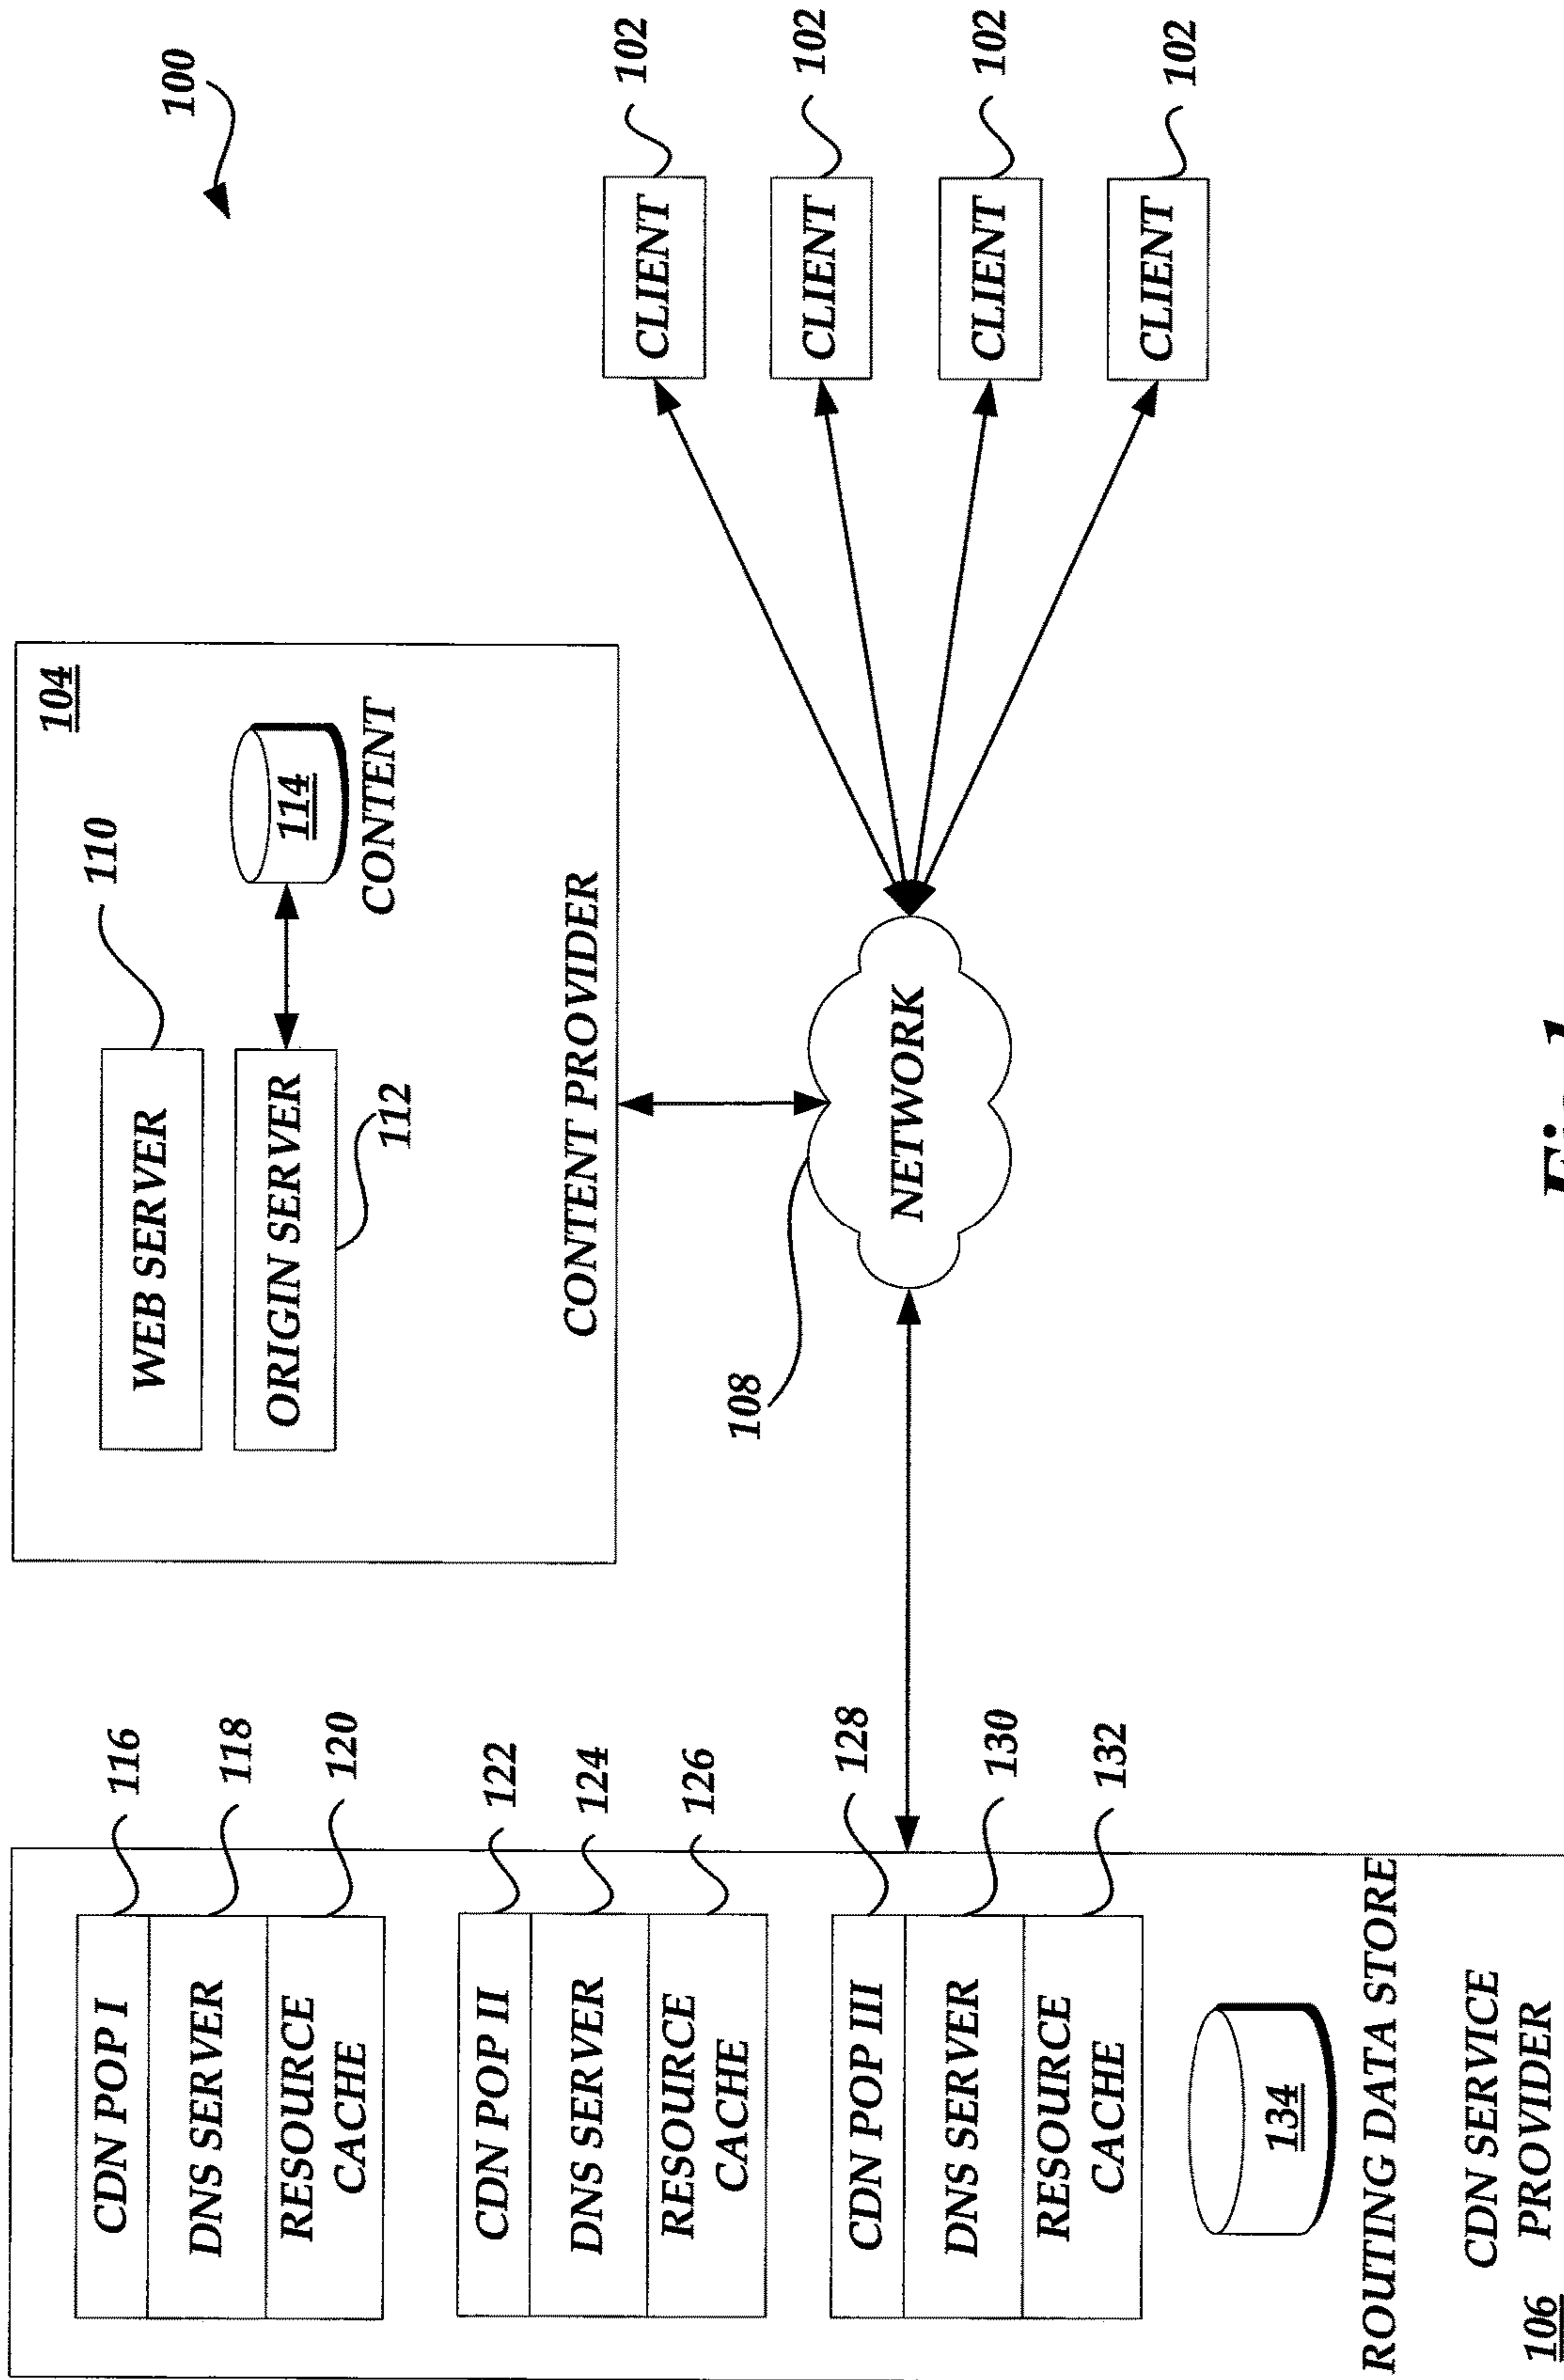 100
CDN POP I
116
DNS SERVER
118
RESOURCE
CACHE
120
CDN POP II
122
DNS SERVER
124
RESOURCE
CACHE
126
CDN POP III
128
DNS SERVER
130
RESOURCE
CACHE
132
134
ROUTING DATA STORE
CDN SERVICE
PROVIDER
106
104
WEB SERVER
110
ORIGIN SERVER
112
114
CONTENT
CONTENT PROVIDER
108
NETWORK
CLIENT
102
CLIENT
102
CLIENT
102
CLIENT
102